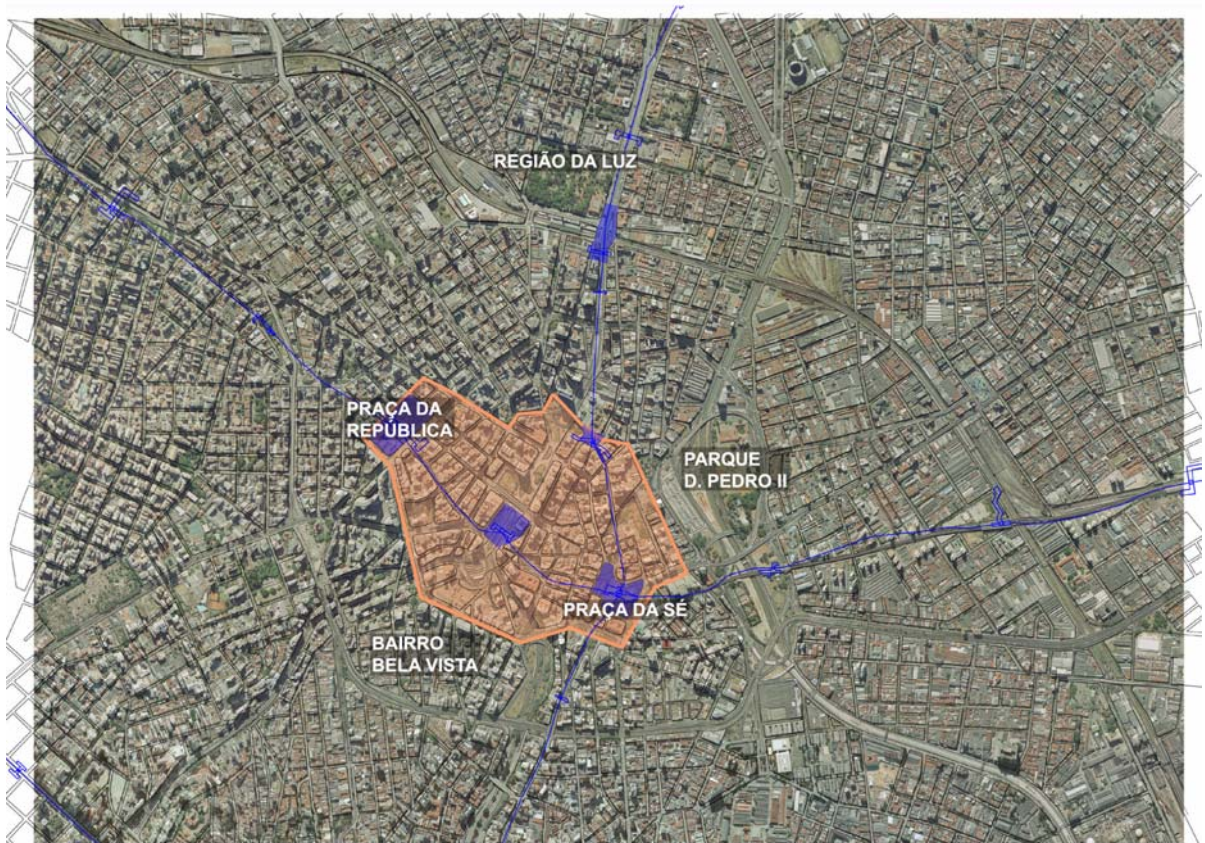 REGIÃO DA LUZ
PRAÇA DA
REPÚBLICA
PARQUE
D. PEDRO II
PRAÇA DA SÉ
BAIRRO
BELA VISTA